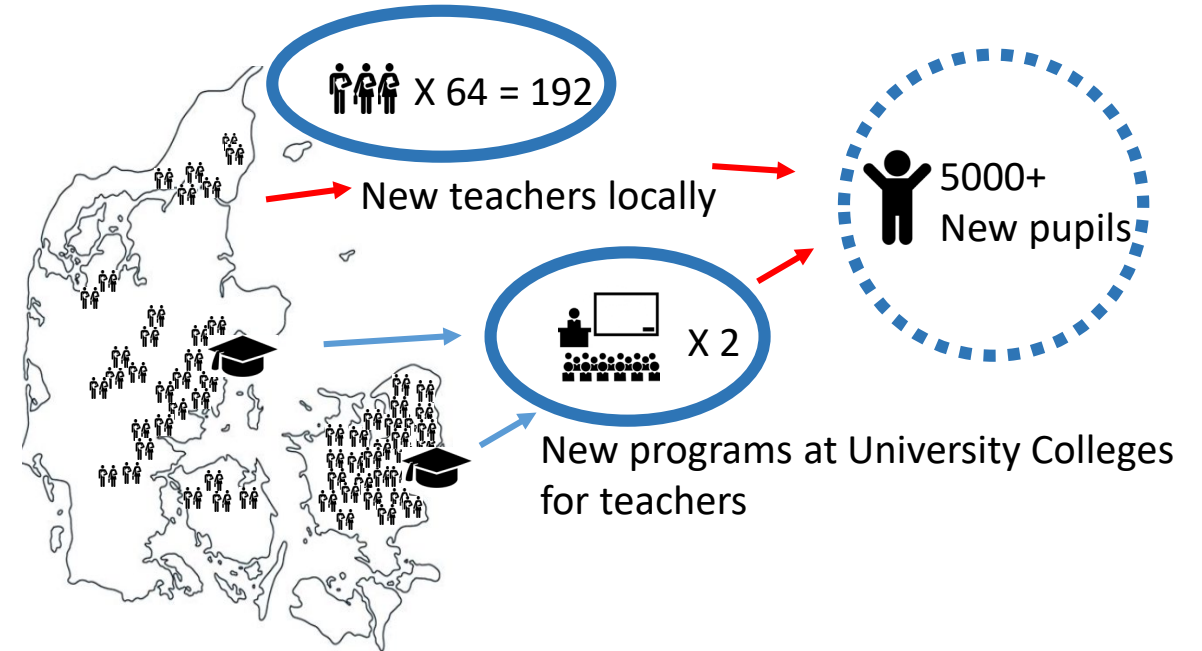 X 64 = 192
New teachers locally
5000+
New pupils
X 2
New programs at University Colleges
for teachers